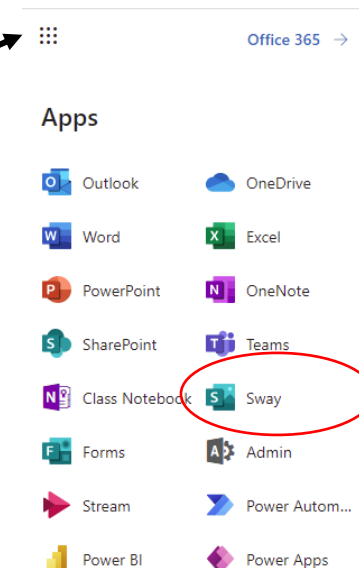 Office 365 →
Apps
Outlook OneDrive
Word Excel
PowerPoint OneNote
SharePoint Teams
Class Notebook Sway
Forms Admin
Stream Power Autom...
Power BI Power Apps